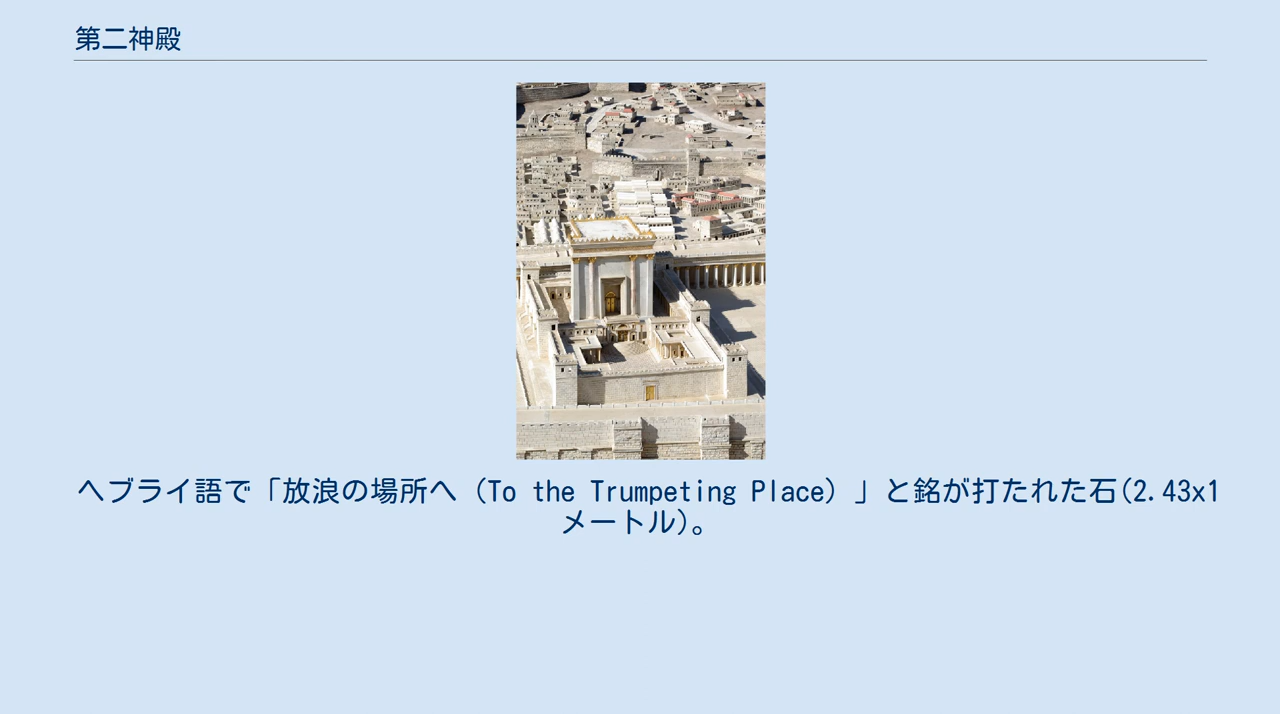 第二神殿
ヘブライ語で「放浪の場所へ（To the Trumpeting Place）」と銘が打たれた石(2.43x1
メートル)。